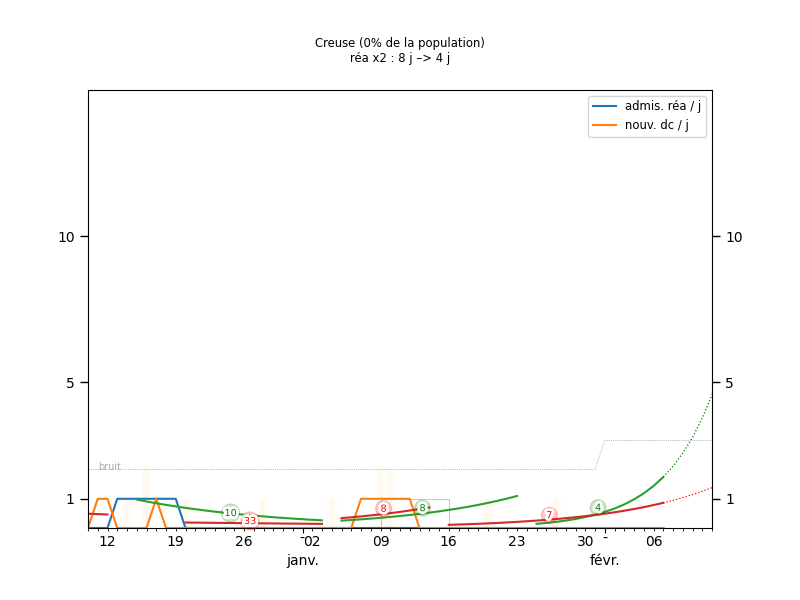 Creuse (0% de la population)
réa x2 : 8 j –> 4 j
admis. réa / j
nouv. dc / j
10 10
5 5
bruit
1 1
10 33 8 8 7 4
12 19 26 02 09 16 23 30 06
janv. févr.